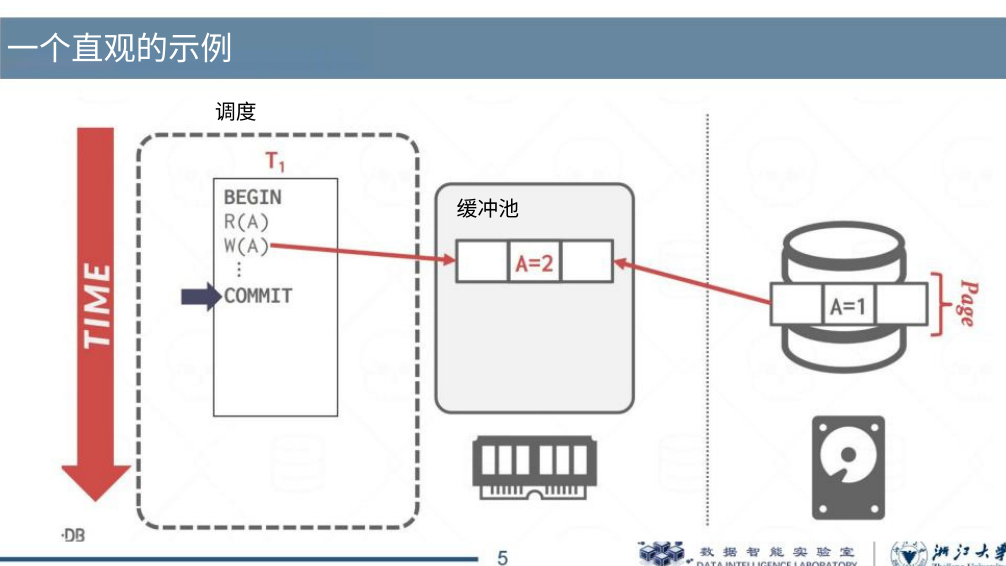 一个直观的示例
调度
T1
BEGIN
R(A)
W(A)
⋮
COMMIT
TIME
缓冲池
A=2
A=1
Page
·DB
5
数据智能实验室
DATA INTELLIGENCE LABORATORY
浙江大学